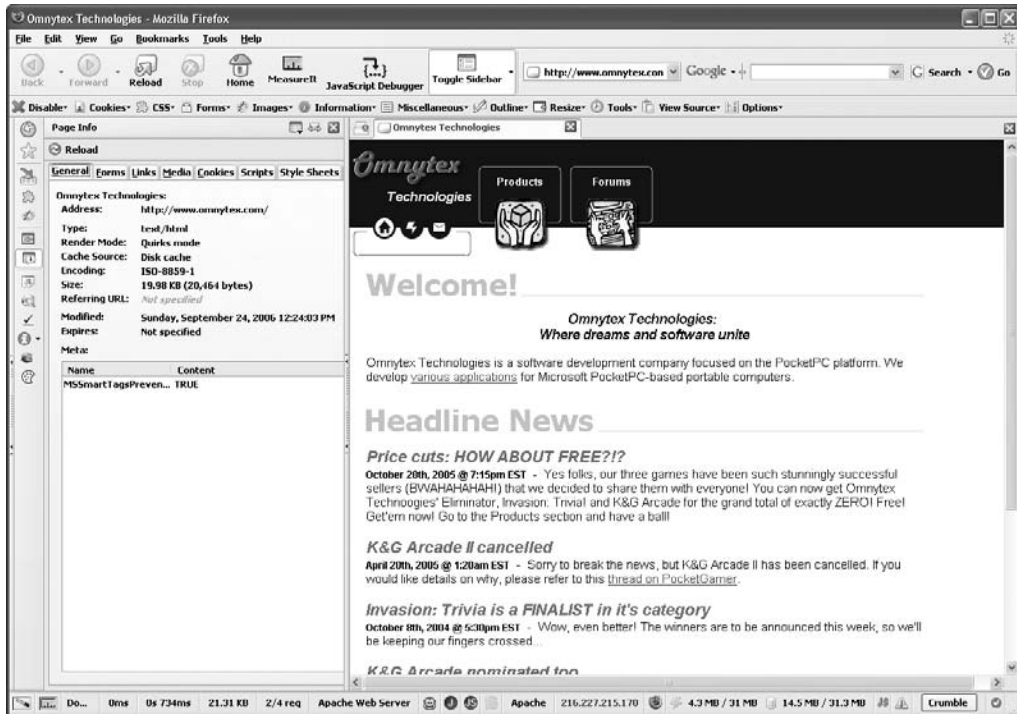 Omnytex Technologies - Mozilla Firefox
File Edit View Go Bookmarks Tools Help
Back Forward Reload Stop Home MeasureIt JavaScript Debugger Toggle Sidebar http://www.omnytex.con Google Search Go
Disable Cookies CSS Forms Images Information Miscellaneous Outline Resize Tools View Source Options
Page Info
Omnytex Technologies
Reload
General Forms Links Media Cookies Scripts Style Sheets
Omnytex Technologies:
Address: http://www.omnytex.com/
Type: text/html
Render Mode: Quirks mode
Cache Source: Disk cache
Encoding: ISO-8859-1
Size: 19.98 KB (20,464 bytes)
Referring URL: Not specified
Modified: Sunday, September 24, 2006 12:24:03 PM
Expires: Not specified
Meta:
Name Content
MSSmartTagsPreven... TRUE
Omnytex
Technologies
Products
Forums
Welcome!
Omnytex Technologies:
Where dreams and software unite
Omnytex Technologies is a software development company focused on the PocketPC platform. We
develop various applications for Microsoft PocketPC-based portable computers.
Headline News
Price cuts: HOW ABOUT FREE?!?
October 20th, 2005 @ 7:15pm EST - Yes folks, our three games have been such stunningly successful
sellers (BWAHAHAHAH!) that we decided to share them with everyone! You can now get Omnytex
Technoogies' Eliminator, Invasion: Trivia! and K&G Arcade for the grand total of exactly ZERO! Free!
Get'em now! Go to the Products section and have a ball!
K&G Arcade II cancelled
April 20th, 2005 @ 1:20am EST - Sorry to break the news, but K&G Arcade II has been cancelled. If you
would like details on why, please refer to this thread on PocketGamer.
Invasion: Trivia is a FINALIST in it's category
October 8th, 2004 @ 5:30pm EST - Wow, even better! The winners are to be announced this week, so we'll
be keeping our fingers crossed...
K&G Arcade nominated too
Do... 0ms 0s 734ms 21.31 KB 2/4 req Apache Web Server Apache 216.227.215.170 4.3 MB / 31 MB 14.5 MB / 31.3 MB Crumble